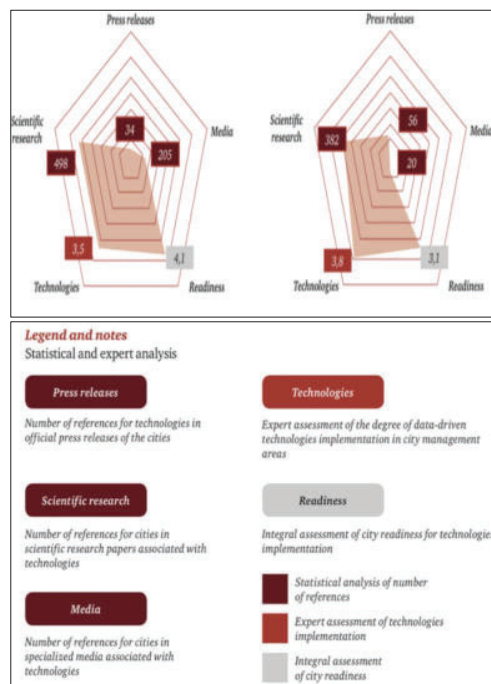 Press releases
Press releases
Scientific
research
34
Media
205
498
3,5
4,1
Technologies
Readiness
Scientific
research
56
Media
382
20
3,8
3,1
Technologies
Readiness
Legend and notes
Statistical and expert analysis
Press releases
Number of references for technologies in
official press releases of the cities
Scientific research
Number of references for cities in
scientific research papers associated with
technologies
Media
Number of references for cities in
specialized media associated with
technologies
Technologies
Expert assessment of the degree of data-driven
technologies implementation in city management
areas
Readiness
Integral assessment of city readiness for technologies
implementation
Statistical analysis of number
of references
Expert assessment of technologies
implementation
Integral assessment
of city readiness